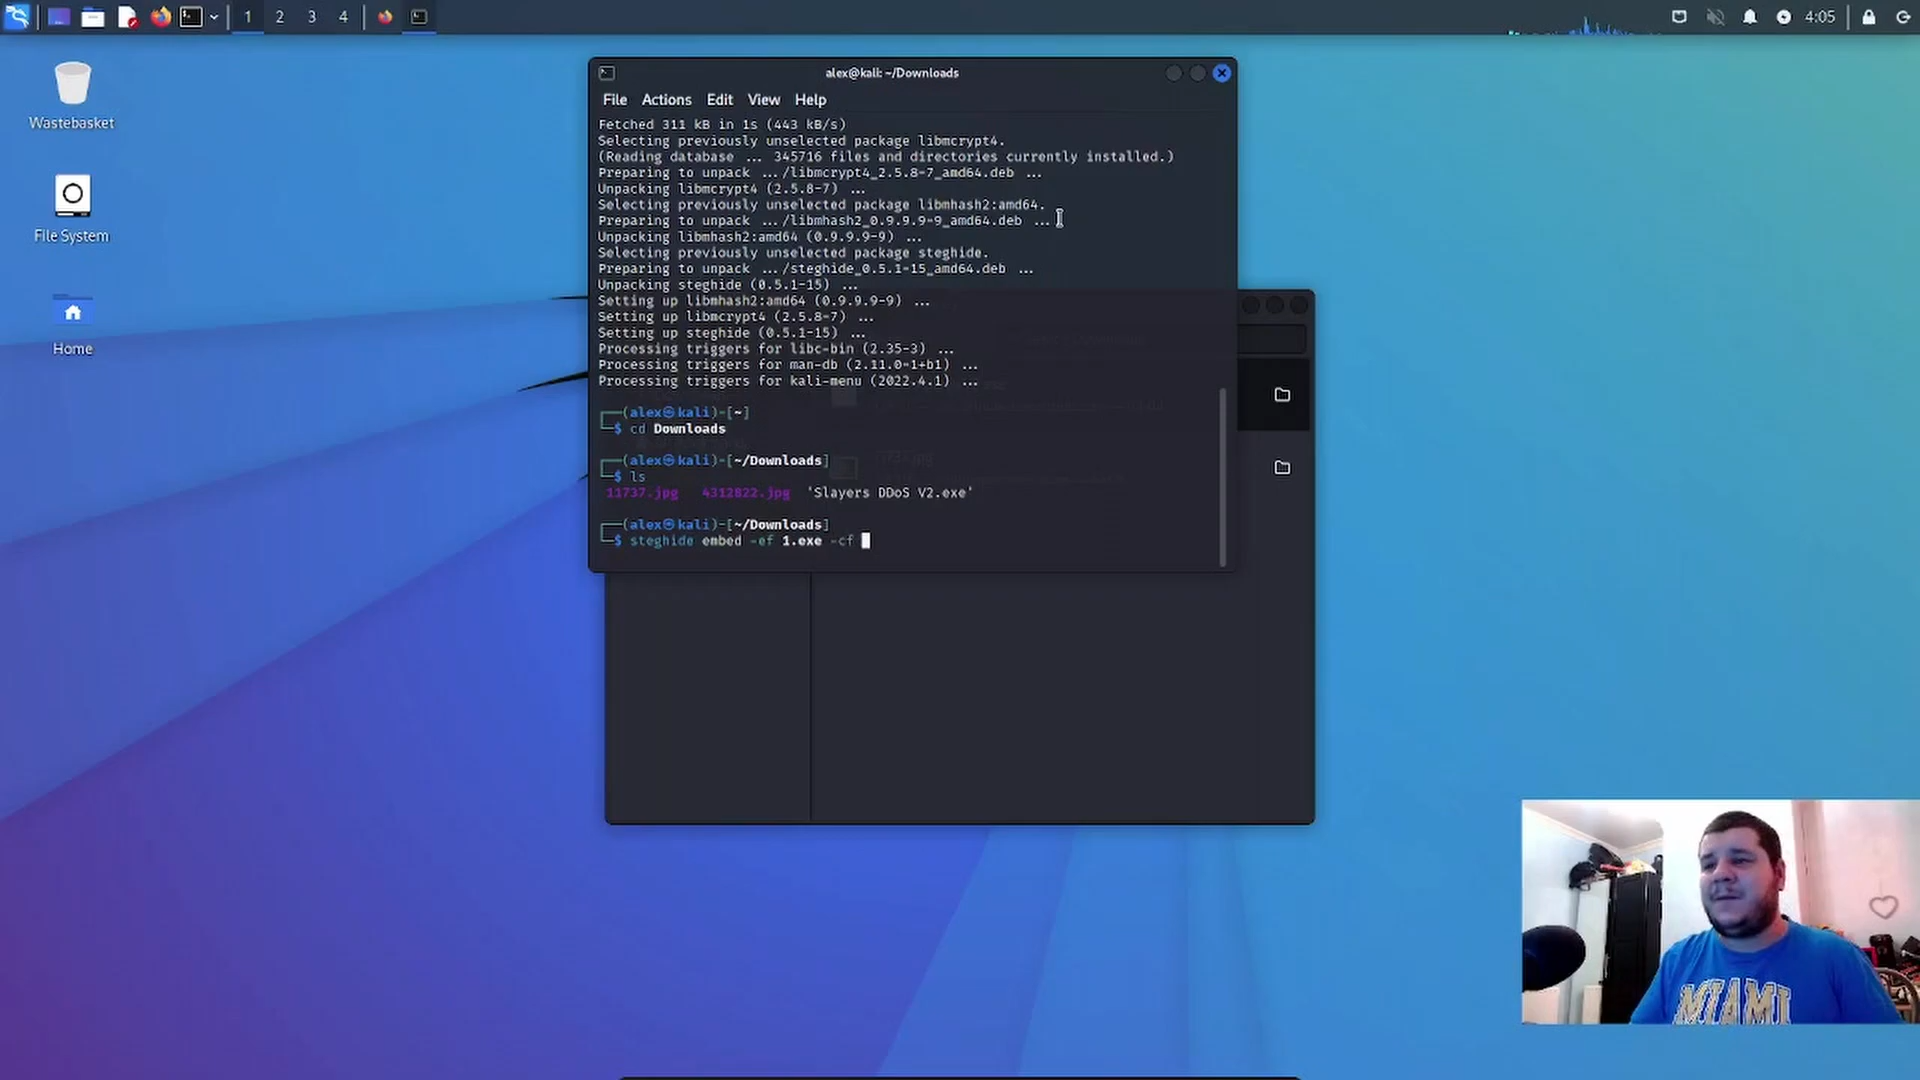 1 2 3 4 4:05
Wastebasket
File System
Home
alex@kali: ~/Downloads
File Actions Edit View Help
Fetched 311 kB in 1s (443 kB/s)
Selecting previously unselected package libmcrypt4.
(Reading database ... 345716 files and directories currently installed.)
Preparing to unpack .../libmcrypt4_2.5.8-7_amd64.deb ...
Unpacking libmcrypt4 (2.5.8-7) ...
Selecting previously unselected package libmhash2:amd64.
Preparing to unpack .../libmhash2_0.9.9.9-9_amd64.deb ...
Unpacking libmhash2:amd64 (0.9.9.9-9) ...
Selecting previously unselected package steghide.
Preparing to unpack .../steghide_0.5.1-15_amd64.deb ...
Unpacking steghide (0.5.1-15) ...
Setting up libmhash2:amd64 (0.9.9.9-9) ...
Setting up libmcrypt4 (2.5.8-7) ...
Setting up steghide (0.5.1-15) ...
Processing triggers for libc-bin (2.35-3) ...
Processing triggers for man-db (2.11.0-1+b1) ...
Processing triggers for kali-menu (2022.4.1) ...
┌──(alex㉿kali)-[~]
└─$ cd Downloads
┌──(alex㉿kali)-[~/Downloads]
└─$ ls
11737.jpg 4312822.jpg 'Slayers DDoS V2.exe'
┌──(alex㉿kali)-[~/Downloads]
└─$ steghide embed -ef 1.exe -cf
MIAMI